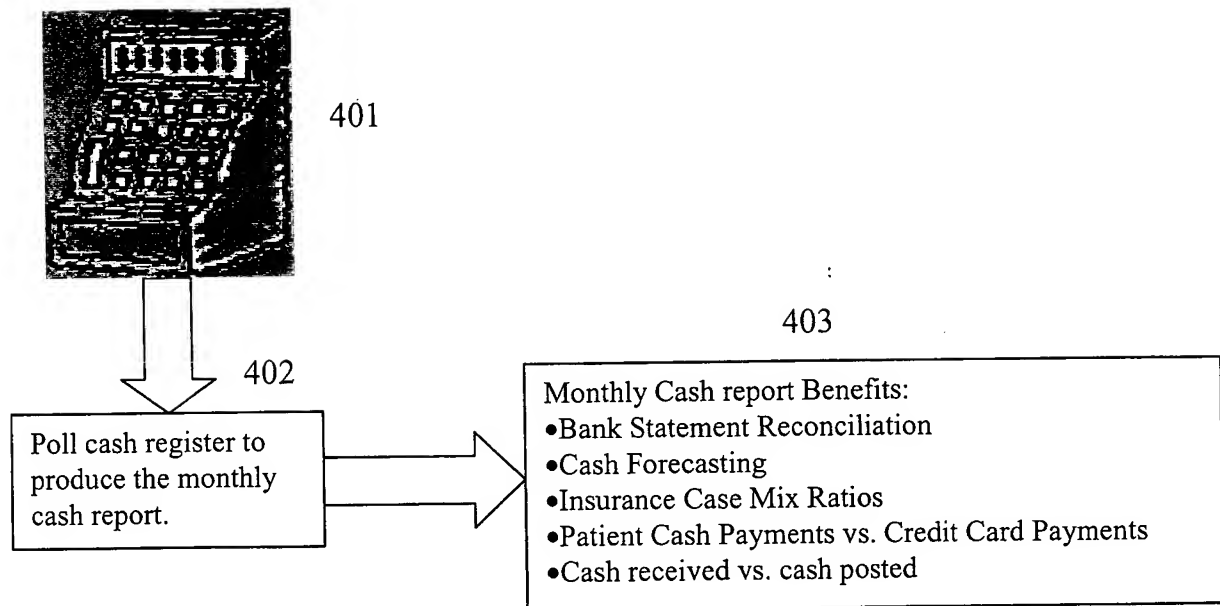 401
403
402
Poll cash register to
produce the monthly
cash report.
Monthly Cash report Benefits:
•Bank Statement Reconciliation
•Cash Forecasting
•Insurance Case Mix Ratios
•Patient Cash Payments vs. Credit Card Payments
•Cash received vs. cash posted